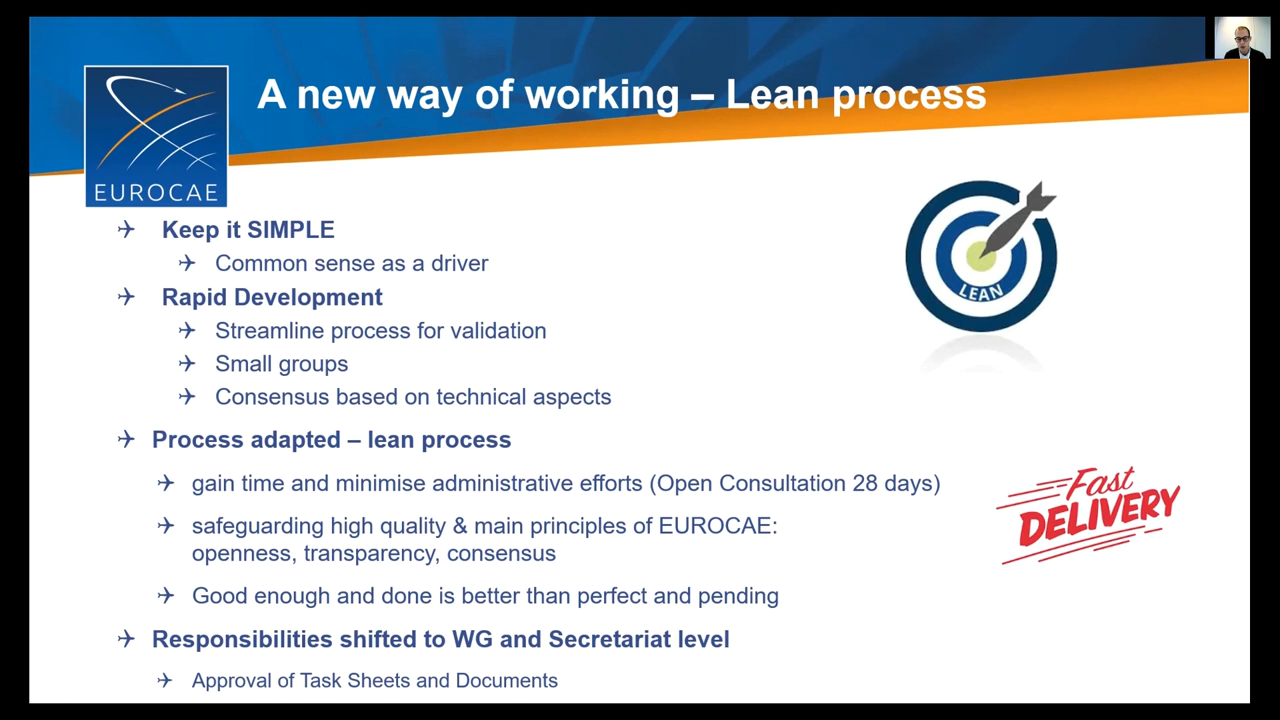 A new way of working – Lean process
EUROCAE
Keep it SIMPLE
Common sense as a driver
Rapid Development
Streamline process for validation
Small groups
Consensus based on technical aspects
LEAN
Process adapted – lean process
gain time and minimise administrative efforts (Open Consultation 28 days)
safeguarding high quality & main principles of EUROCAE:
openness, transparency, consensus
Good enough and done is better than perfect and pending
Fast
DELIVERY
Responsibilities shifted to WG and Secretariat level
Approval of Task Sheets and Documents